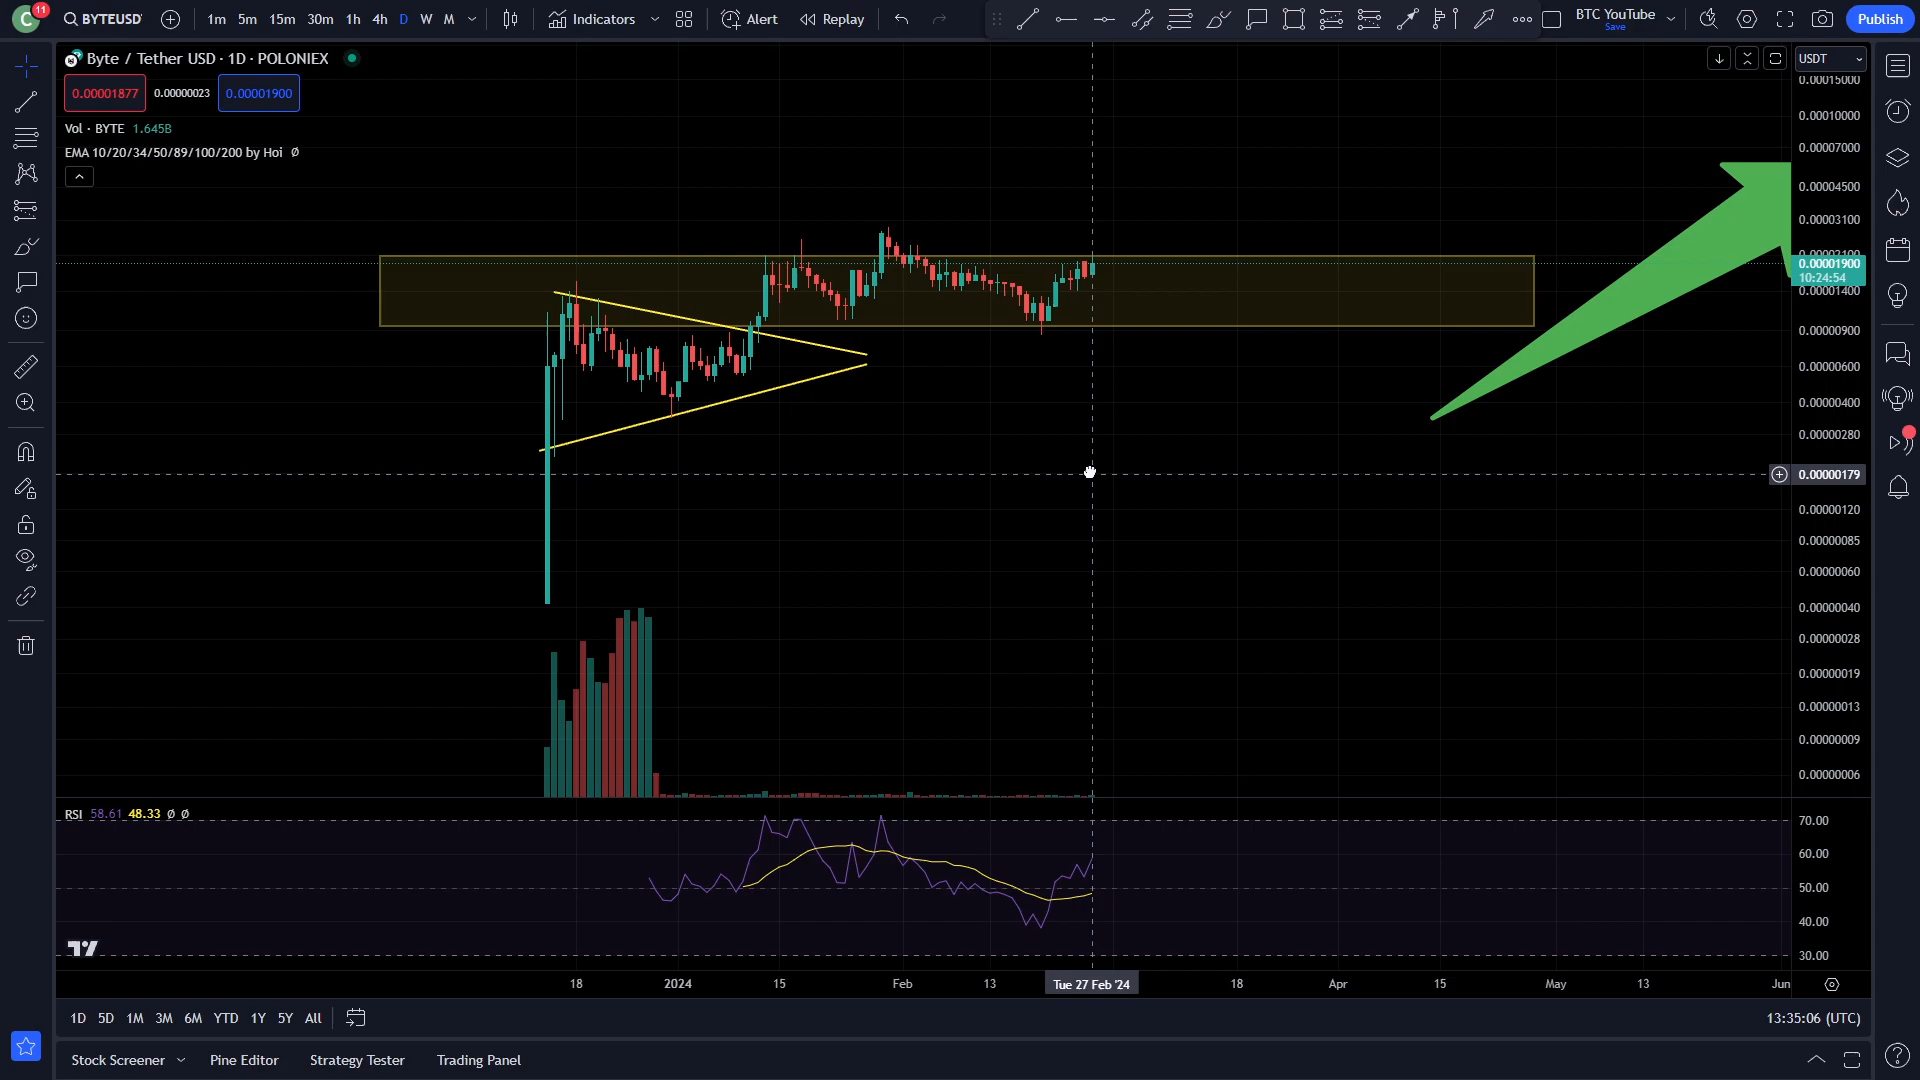 C 11 BYTEUSD 1m 5m 15m 30m 1h 4h D W M Indicators Alert Replay BTC YouTube Save Publish
Byte / Tether USD · 1D · POLONIEX
USDT
0.00001877 0.00000023 0.00001900
Vol · BYTE 1.645B
EMA 10/20/34/50/89/100/200 by Hoi ∅
0.00015000
0.00010000
0.00007000
0.00004500
0.00003100
0.00002100
0.00001900
10:24:54
0.00001400
0.00000900
0.00000600
0.00000400
0.00000280
0.00000179
0.00000120
0.00000085
0.00000060
0.00000040
0.00000028
0.00000019
0.00000013
0.00000009
0.00000006
RSI 58.61 48.33 ∅ ∅
70.00
60.00
50.00
40.00
30.00
18 2024 15 Feb 13 Tue 27 Feb '24 18 Apr 15 May 13 Jun
1D 5D 1M 3M 6M YTD 1Y 5Y All 13:35:06 (UTC)
Stock Screener Pine Editor Strategy Tester Trading Panel